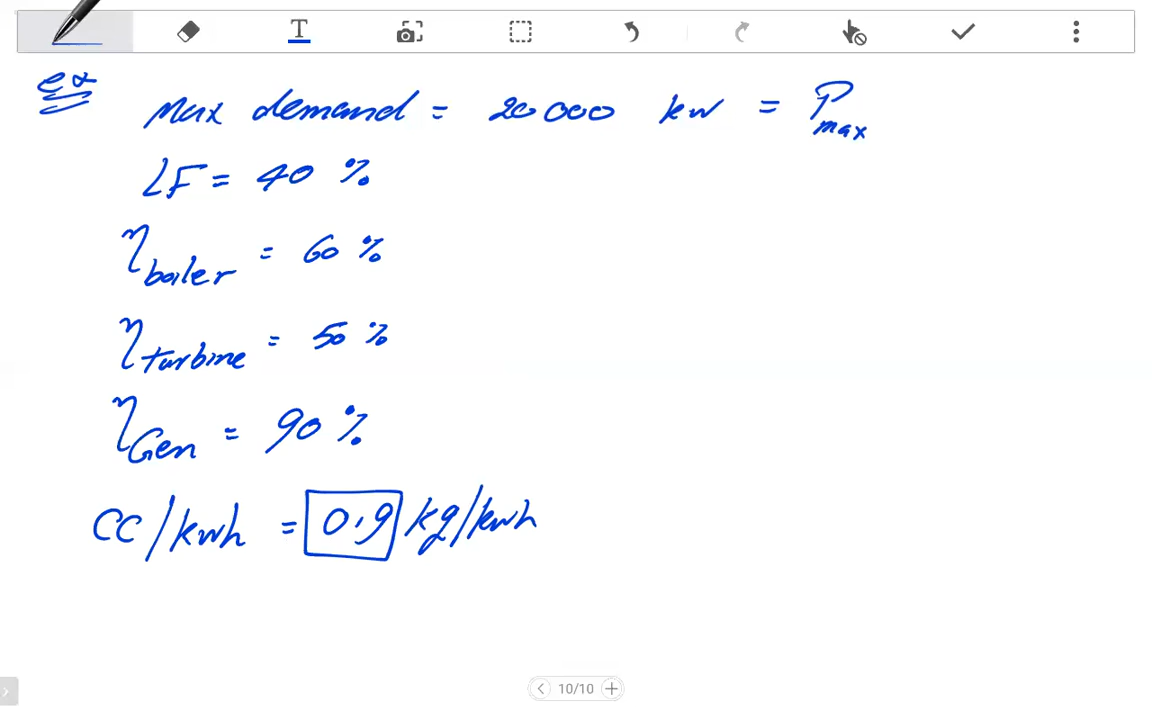 T
ex
Max demand = 20000 kw = Pmax
LF = 40 %
ηboiler = 60 %
ηturbine = 50 %
ηGen = 90 %
CC/kwh = 0.9 kg/kwh
10/10